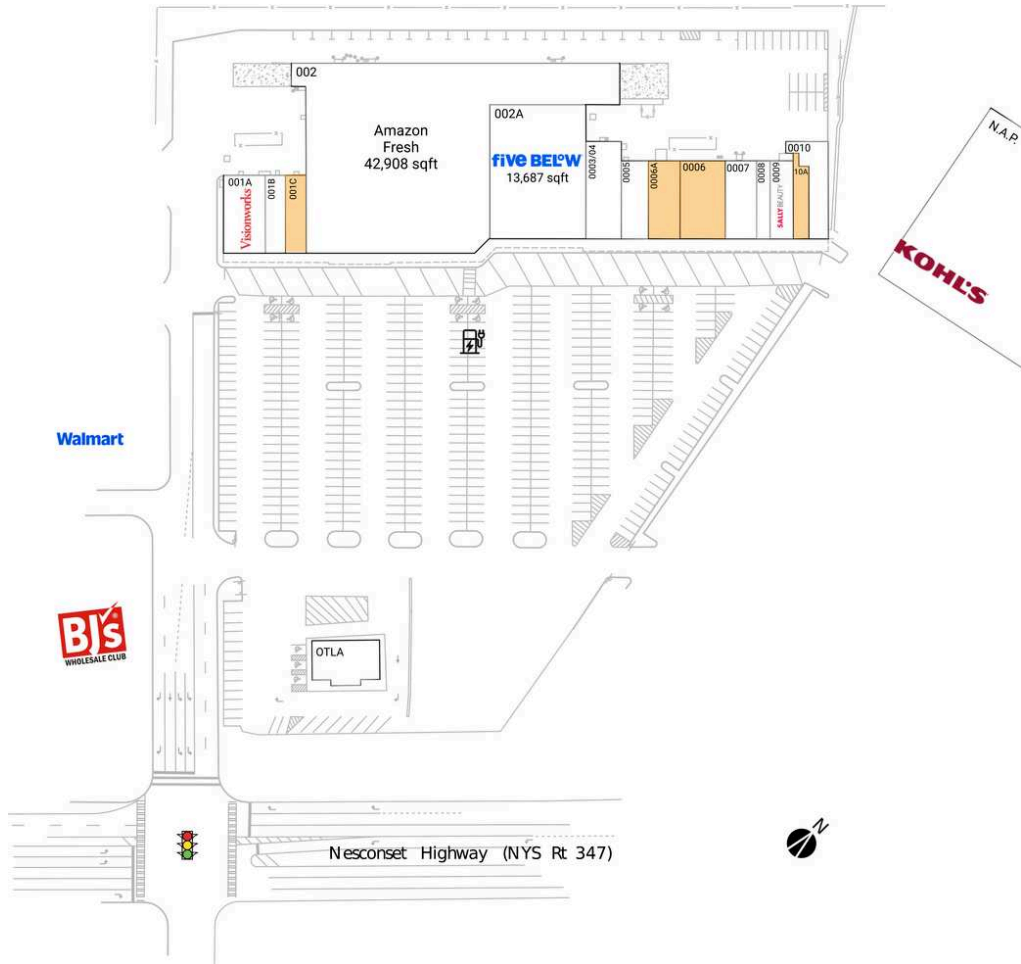 002
Amazon
Fresh
42,908 sqft
002A
five BELOW
13,687 sqft
001A
Visionworks
001B
001C
0003/04
0005
0006A
0006
0007
0008
0009
SALLY BEAUTY
0010
10A
N.A.P.
KOHL'S
Walmart
BJ's
WHOLESALE CLUB
OTLA
Nesconset Highway (NYS Rt 347)
N